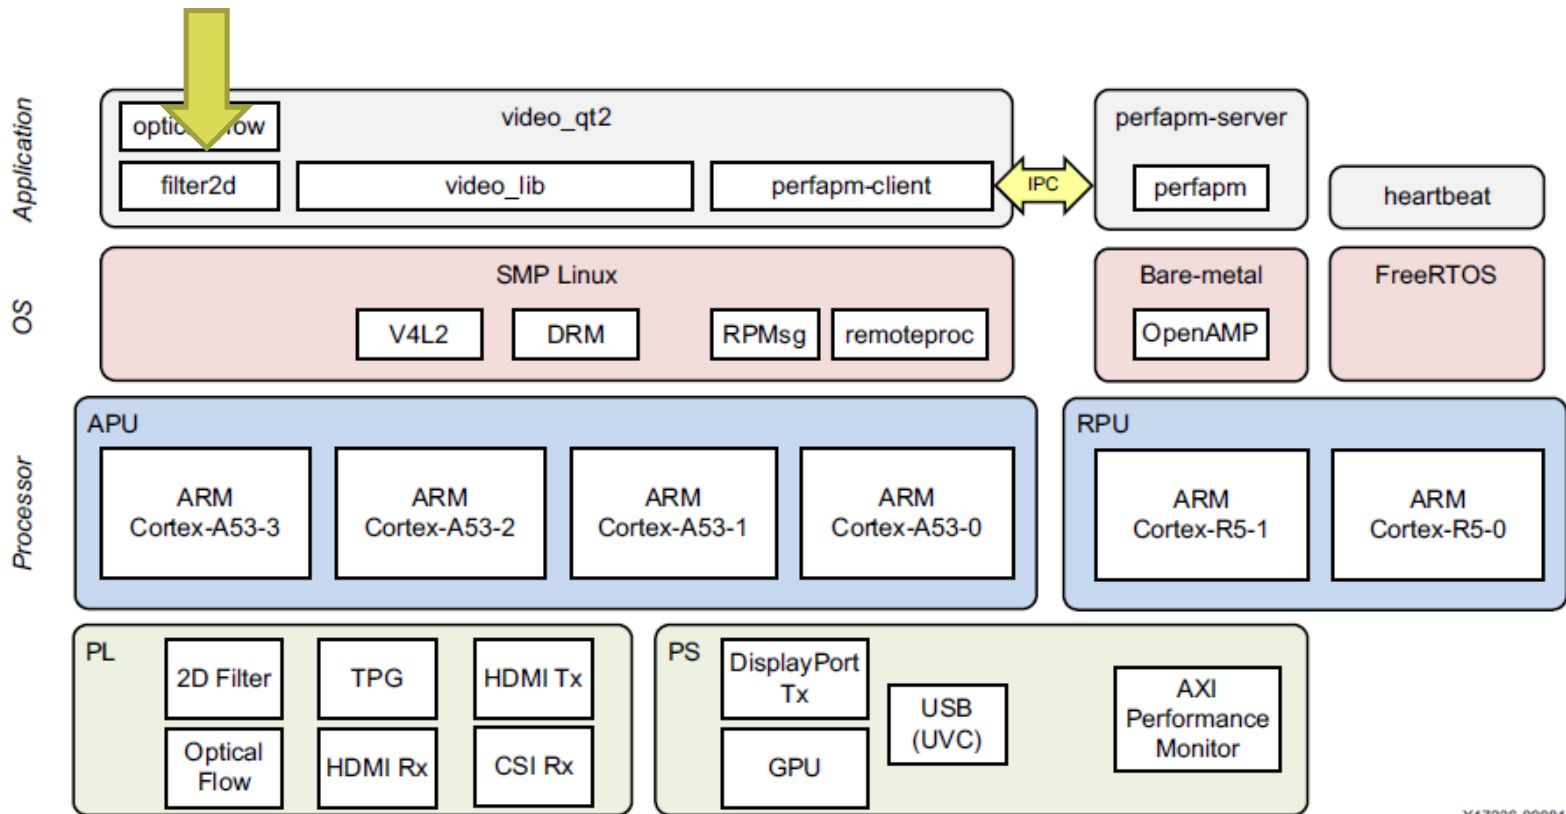 Application
video_qt2
filter2d
video_lib
perfapm-client
IPC
perfapm-server
perfapm
heartbeat
OS
SMP Linux
V4L2
DRM
RPMsg
remoteproc
Bare-metal
OpenAMP
FreeRTOS
Processor
APU
ARM
Cortex-A53-3
ARM
Cortex-A53-2
ARM
Cortex-A53-1
ARM
Cortex-A53-0
RPU
ARM
Cortex-R5-1
ARM
Cortex-R5-0
PL
2D Filter
TPG
HDMI Tx
Optical
Flow
HDMI Rx
CSI Rx
PS
DisplayPort
Tx
GPU
USB
(UVC)
AXI
Performance
Monitor